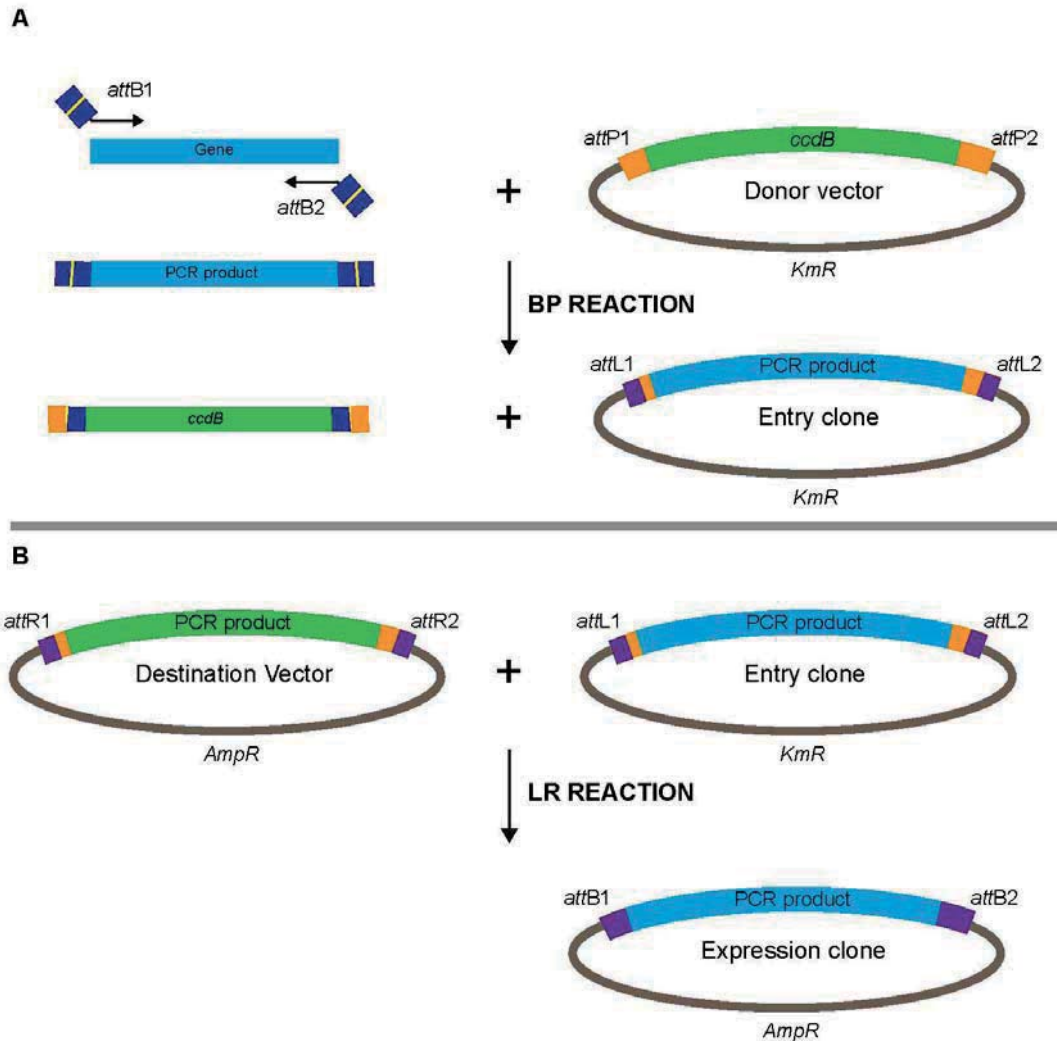 A
attB1
Gene
attB2
PCR product
ccdB
+
attP1
ccdB
attP2
Donor vector
KmR
BP REACTION
attL1
PCR product
attL2
+
Entry clone
KmR
B
attR1
PCR product
attR2
Destination Vector
AmpR
+
attL1
PCR product
attL2
Entry clone
KmR
LR REACTION
attB1
PCR product
attB2
Expression clone
AmpR